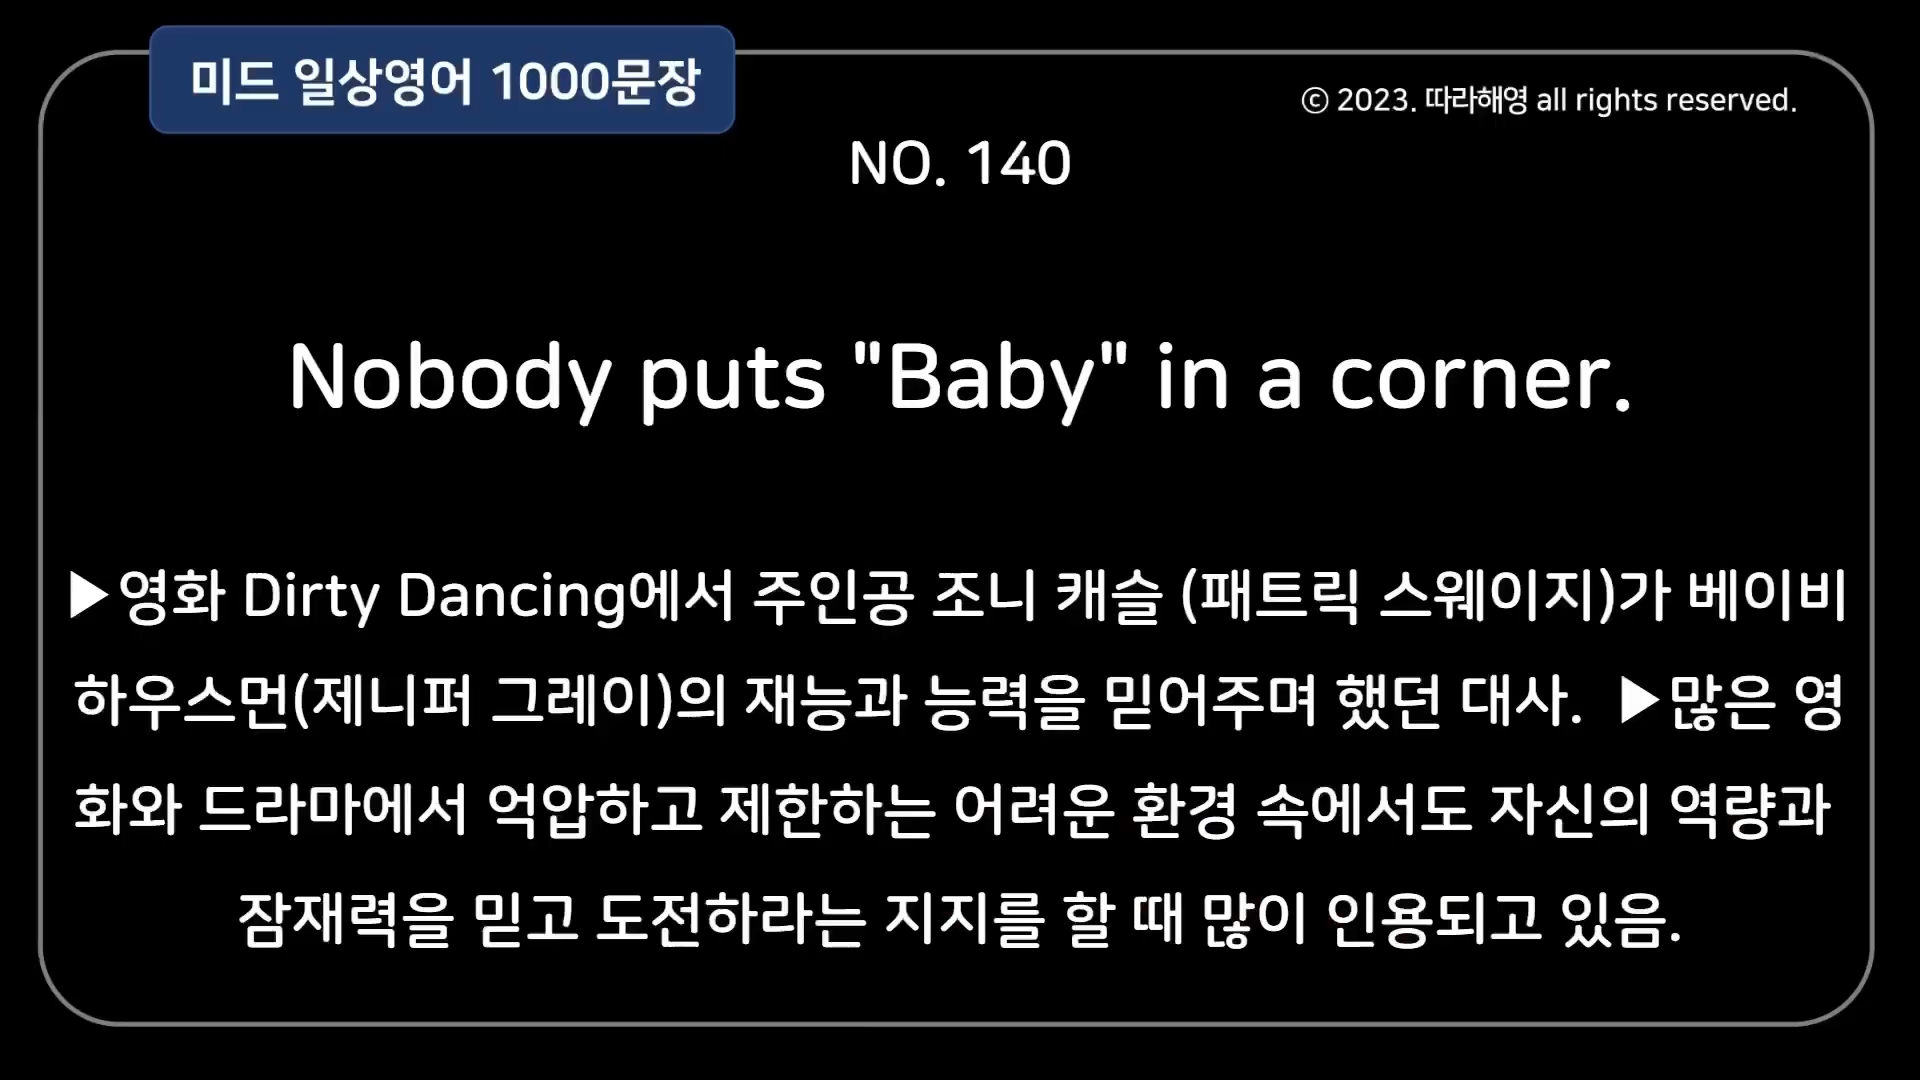 미드 일상영어 1000문장
ⓒ 2023. 따라해영 all rights reserved.
NO. 140
Nobody puts "Baby" in a corner.
▶영화 Dirty Dancing에서 주인공 조니 캐슬 (패트릭 스웨이지)가 베이비
하우스먼(제니퍼 그레이)의 재능과 능력을 믿어주며 했던 대사. ▶많은 영
화와 드라마에서 억압하고 제한하는 어려운 환경 속에서도 자신의 역량과
잠재력을 믿고 도전하라는 지지를 할 때 많이 인용되고 있음.